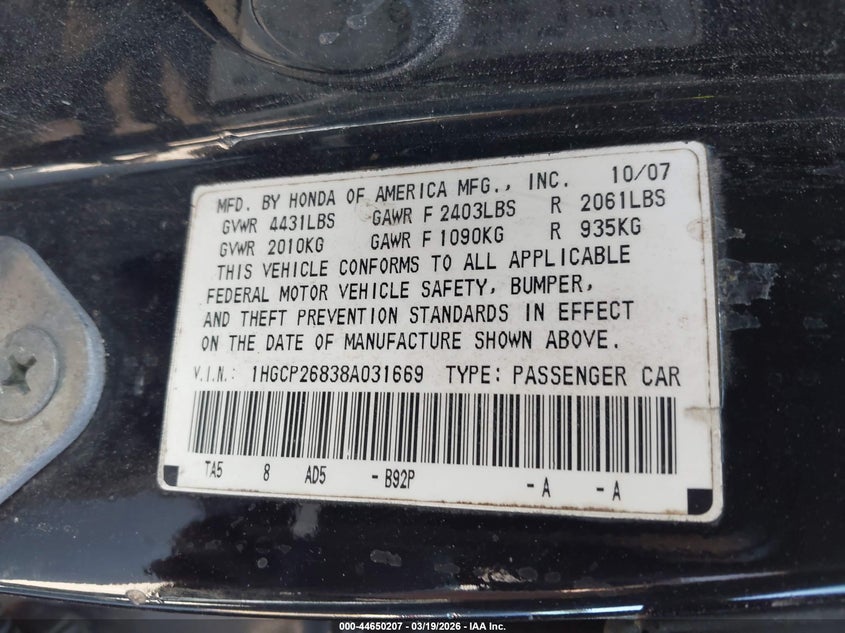 MFD. BY HONDA OF AMERICA MFG., INC. 10/07
GVWR 4431LBS GAWR F 2403LBS R 2061LBS
GVWR 2010KG GAWR F 1090KG R 935KG
THIS VEHICLE CONFORMS TO ALL APPLICABLE
FEDERAL MOTOR VEHICLE SAFETY, BUMPER,
AND THEFT PREVENTION STANDARDS IN EFFECT
ON THE DATE OF MANUFACTURE SHOWN ABOVE.
V.I.N.: 1HGCP26838A031669 TYPE: PASSENGER CAR
TA5 8 AD5 -B92P -A -A
000-44650207 - 03/19/2026 - IAA Inc.